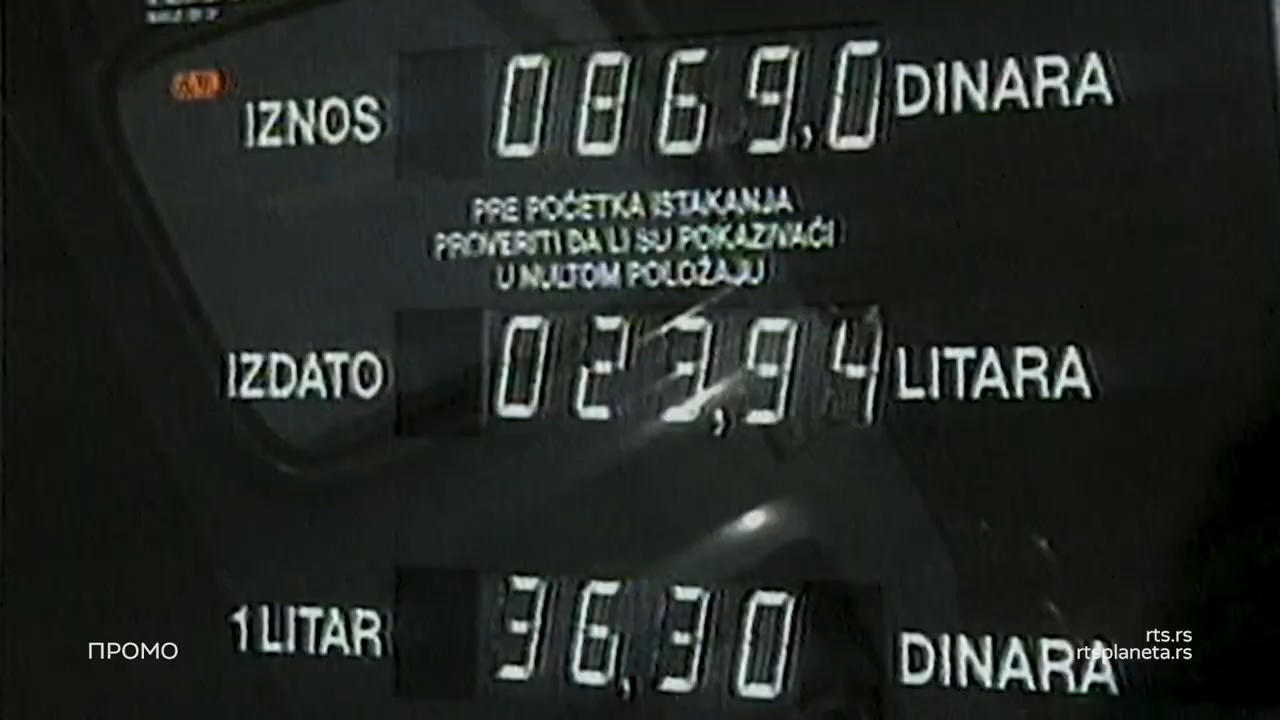 IZNOS 0869,0 DINARA
PRE POČETKA ISTAKANJA
PROVERITI DA LI SU POKAZIVAČI
U NULTOM POLOŽAJU
IZDATO 023,94 LITARA
1 LITAR 36,30 DINARA
ПРОМО
rts.rs
rtsplaneta.rs